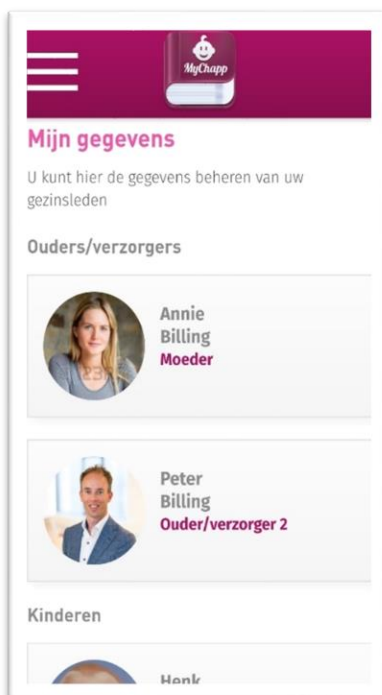 MyChapp
Mijn gegevens
U kunt hier de gegevens beheren van uw
gezinsleden
Ouders/verzorgers
Annie
Billing
Moeder
Peter
Billing
Ouder/verzorger 2
Kinderen
Henk